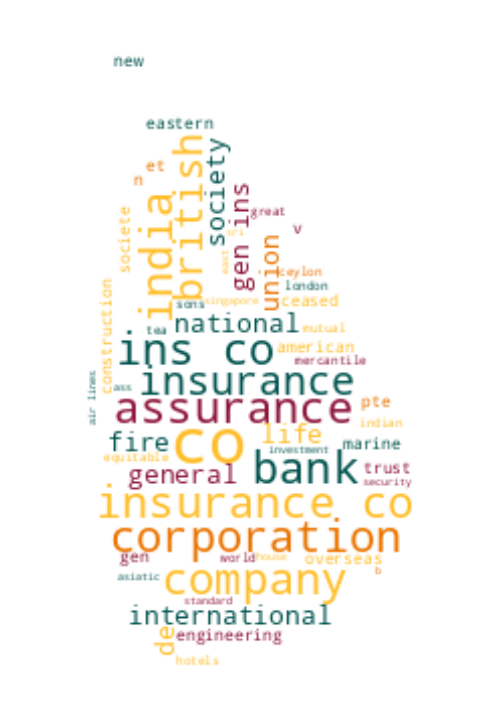 new
eastern
et
n
british
society
india
gen ins
great
v
societe
sri
union
east
ceylon
london
construction
sons
singapore
ceased
tea
national
mutual
ins co
american
mercantile
air lines
ass
insurance
assurance
pte
indian
fire
co
life
marine
equitable
investment
general
bank
trust
security
insurance co
corporation
gen
world
house
overseas
asiatic
company
b
standard
international
de
engineering
hotels